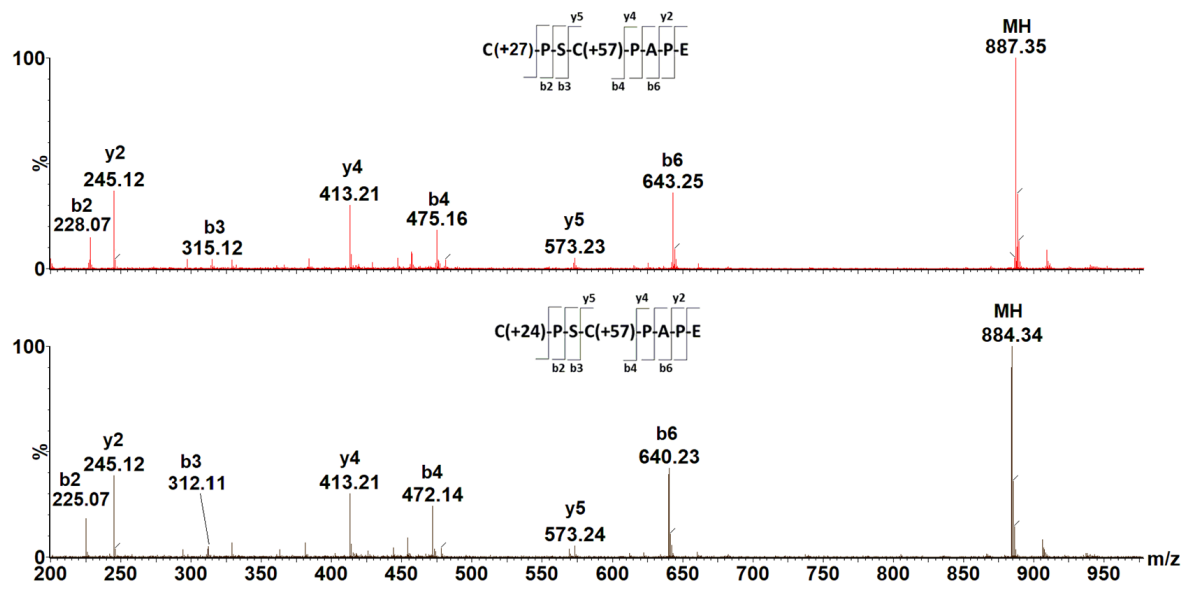 y5 y4 y2
C(+27)-P-S-C(+57)-P-A-P-E
b2 b3 b4 b6
MH
887.35
100
%
0
b2
228.07
y2
245.12
b3
315.12
y4
413.21
b4
475.16
y5
573.23
b6
643.25
y5 y4 y2
C(+24)-P-S-C(+57)-P-A-P-E
b2 b3 b4 b6
MH
884.34
100
%
0
b2
225.07
y2
245.12
b3
312.11
y4
413.21
b4
472.14
y5
573.24
b6
640.23
200 250 300 350 400 450 500 550 600 650 700 750 800 850 900 950 m/z